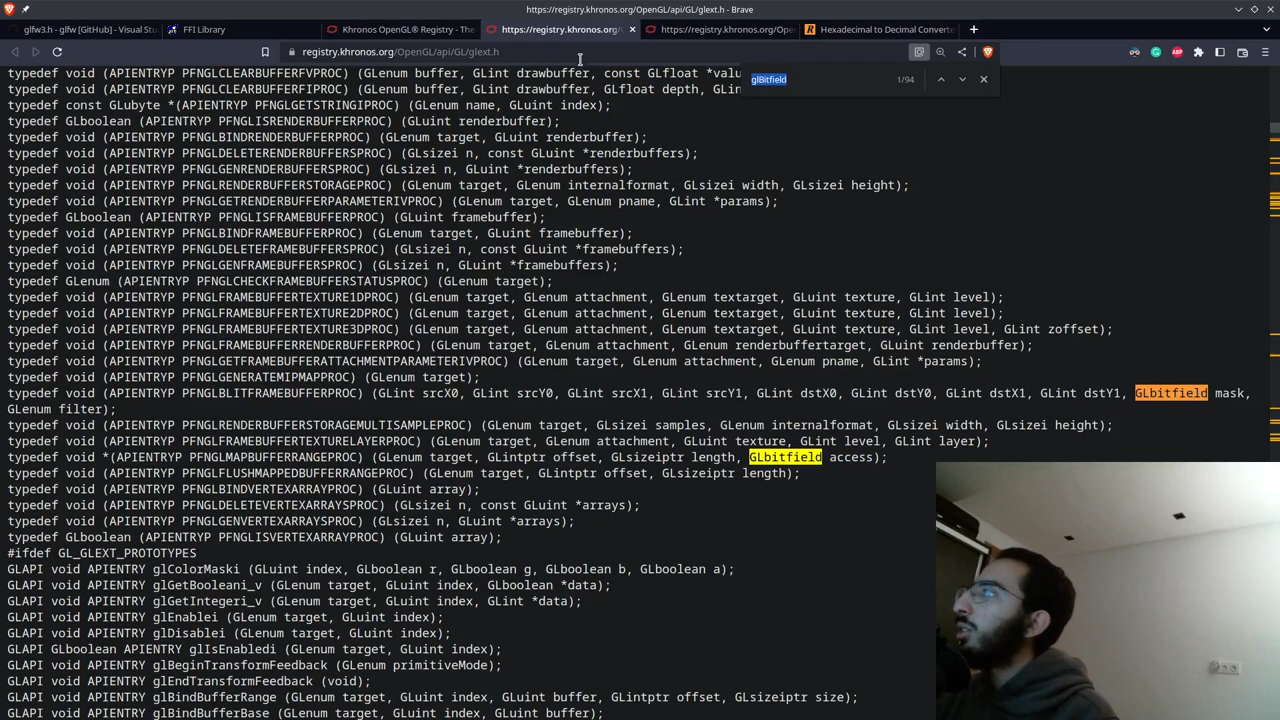 https://registry.khronos.org/OpenGL/api/GL/glext.h - Brave
glfw3.h - glfw [GitHub] - Visual Stu
FFI Library
Khronos OpenGL® Registry - The
https://registry.khronos.org/
https://registry.khronos.org/Ope
Hexadecimal to Decimal Converte
registry.khronos.org/OpenGL/api/GL/glext.h
glBitfield
1/94
typedef void (APIENTRYP PFNGLCLEARBUFFERFVPROC) (GLenum buffer, GLint drawbuffer, const GLfloat *valu
typedef void (APIENTRYP PFNGLCLEARBUFFERFIPROC) (GLenum buffer, GLint drawbuffer, GLfloat depth, GLin
typedef const GLubyte *(APIENTRYP PFNGLGETSTRINGIPROC) (GLenum name, GLuint index);
typedef GLboolean (APIENTRYP PFNGLISRENDERBUFFERPROC) (GLuint renderbuffer);
typedef void (APIENTRYP PFNGLBINDRENDERBUFFERPROC) (GLenum target, GLuint renderbuffer);
typedef void (APIENTRYP PFNGLDELETERENDERBUFFERSPROC) (GLsizei n, const GLuint *renderbuffers);
typedef void (APIENTRYP PFNGLGENRENDERBUFFERSPROC) (GLsizei n, GLuint *renderbuffers);
typedef void (APIENTRYP PFNGLRENDERBUFFERSTORAGEPROC) (GLenum target, GLenum internalformat, GLsizei width, GLsizei height);
typedef void (APIENTRYP PFNGLGETRENDERBUFFERPARAMETERIVPROC) (GLenum target, GLenum pname, GLint *params);
typedef GLboolean (APIENTRYP PFNGLISFRAMEBUFFERPROC) (GLuint framebuffer);
typedef void (APIENTRYP PFNGLBINDFRAMEBUFFERPROC) (GLenum target, GLuint framebuffer);
typedef void (APIENTRYP PFNGLDELETEFRAMEBUFFERSPROC) (GLsizei n, const GLuint *framebuffers);
typedef void (APIENTRYP PFNGLGENFRAMEBUFFERSPROC) (GLsizei n, GLuint *framebuffers);
typedef GLenum (APIENTRYP PFNGLCHECKFRAMEBUFFERSTATUSPROC) (GLenum target);
typedef void (APIENTRYP PFNGLFRAMEBUFFERTEXTURE1DPROC) (GLenum target, GLenum attachment, GLenum textarget, GLuint texture, GLint level);
typedef void (APIENTRYP PFNGLFRAMEBUFFERTEXTURE2DPROC) (GLenum target, GLenum attachment, GLenum textarget, GLuint texture, GLint level);
typedef void (APIENTRYP PFNGLFRAMEBUFFERTEXTURE3DPROC) (GLenum target, GLenum attachment, GLenum textarget, GLuint texture, GLint level, GLint zoffset);
typedef void (APIENTRYP PFNGLFRAMEBUFFERRENDERBUFFERPROC) (GLenum target, GLenum attachment, GLenum renderbuffertarget, GLuint renderbuffer);
typedef void (APIENTRYP PFNGLGETFRAMEBUFFERATTACHMENTPARAMETERIVPROC) (GLenum target, GLenum attachment, GLenum pname, GLint *params);
typedef void (APIENTRYP PFNGLGENERATEMIPMAPPROC) (GLenum target);
typedef void (APIENTRYP PFNGLBLITFRAMEBUFFERPROC) (GLint srcX0, GLint srcY0, GLint srcX1, GLint srcY1, GLint dstX0, GLint dstY0, GLint dstX1, GLint dstY1, GLbitfield mask,
GLenum filter);
typedef void (APIENTRYP PFNGLRENDERBUFFERSTORAGEMULTISAMPLEPROC) (GLenum target, GLsizei samples, GLenum internalformat, GLsizei width, GLsizei height);
typedef void (APIENTRYP PFNGLFRAMEBUFFERTEXTURELAYERPROC) (GLenum target, GLenum attachment, GLuint texture, GLint level, GLint layer);
typedef void *(APIENTRYP PFNGLMAPBUFFERRANGEPROC) (GLenum target, GLintptr offset, GLsizeiptr length, GLbitfield access);
typedef void (APIENTRYP PFNGLFLUSHMAPPEDBUFFERRANGEPROC) (GLenum target, GLintptr offset, GLsizeiptr length);
typedef void (APIENTRYP PFNGLBINDVERTEXARRAYPROC) (GLuint array);
typedef void (APIENTRYP PFNGLDELETEVERTEXARRAYSPROC) (GLsizei n, const GLuint *arrays);
typedef void (APIENTRYP PFNGLGENVERTEXARRAYSPROC) (GLsizei n, GLuint *arrays);
typedef GLboolean (APIENTRYP PFNGLISVERTEXARRAYPROC) (GLuint array);
#ifdef GL_GLEXT_PROTOTYPES
GLAPI void APIENTRY glColorMaski (GLuint index, GLboolean r, GLboolean g, GLboolean b, GLboolean a);
GLAPI void APIENTRY glGetBooleani_v (GLenum target, GLuint index, GLboolean *data);
GLAPI void APIENTRY glGetIntegeri_v (GLenum target, GLuint index, GLint *data);
GLAPI void APIENTRY glEnablei (GLenum target, GLuint index);
GLAPI void APIENTRY glDisablei (GLenum target, GLuint index);
GLAPI GLboolean APIENTRY glIsEnabledi (GLenum target, GLuint index);
GLAPI void APIENTRY glBeginTransformFeedback (GLenum primitiveMode);
GLAPI void APIENTRY glEndTransformFeedback (void);
GLAPI void APIENTRY glBindBufferRange (GLenum target, GLuint index, GLuint buffer, GLintptr offset, GLsizeiptr size);
GLAPI void APIENTRY glBindBufferBase (GLenum target, GLuint index, GLuint buffer);